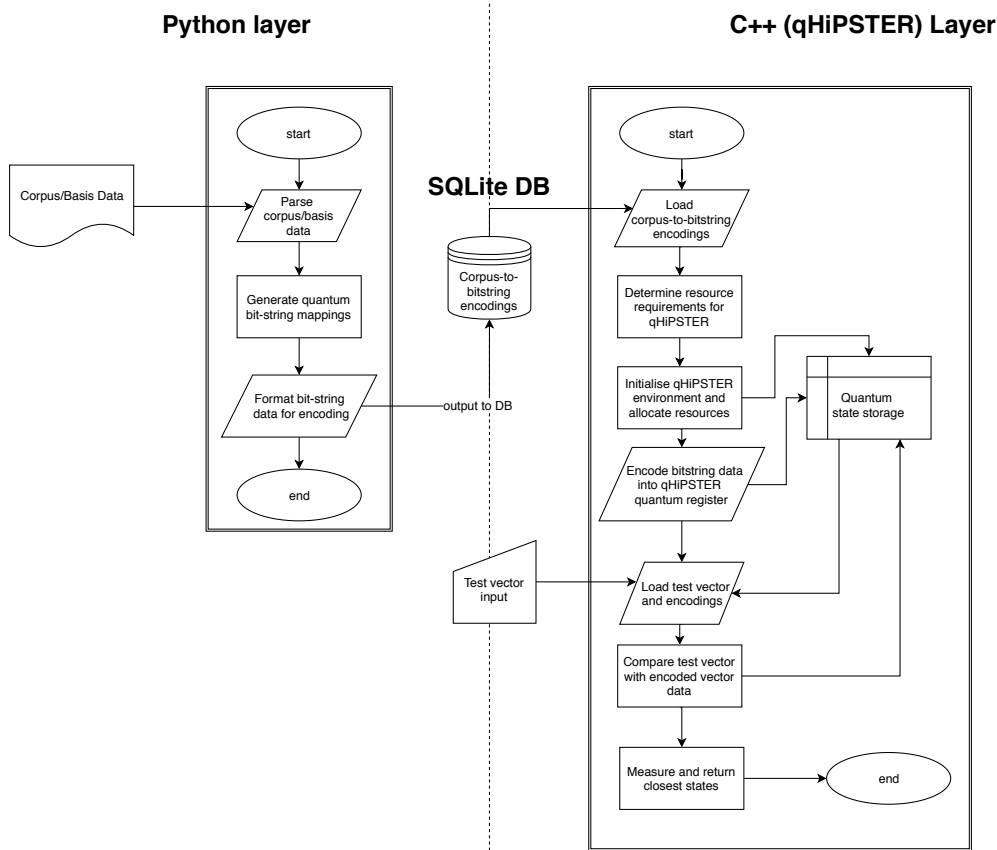 Python layer
C++ (qHiPSTER) Layer
start
Corpus/Basis Data
Parse
corpus/basis
data
Generate quantum
bit-string mappings
Format bit-string
data for encoding
end
SQLite DB
Corpus-to-
bitstring
encodings
output to DB
Test vector
input
start
Load
corpus-to-bitstring
encodings
Determine resource
requirements for
qHiPSTER
Initialise qHiPSTER
environment and
allocate resources
Quantum
state storage
Encode bitstring data
into qHiPSTER
quantum register
Load test vector
and encodings
Compare test vector
with encoded vector
data
Measure and return
closest states
end